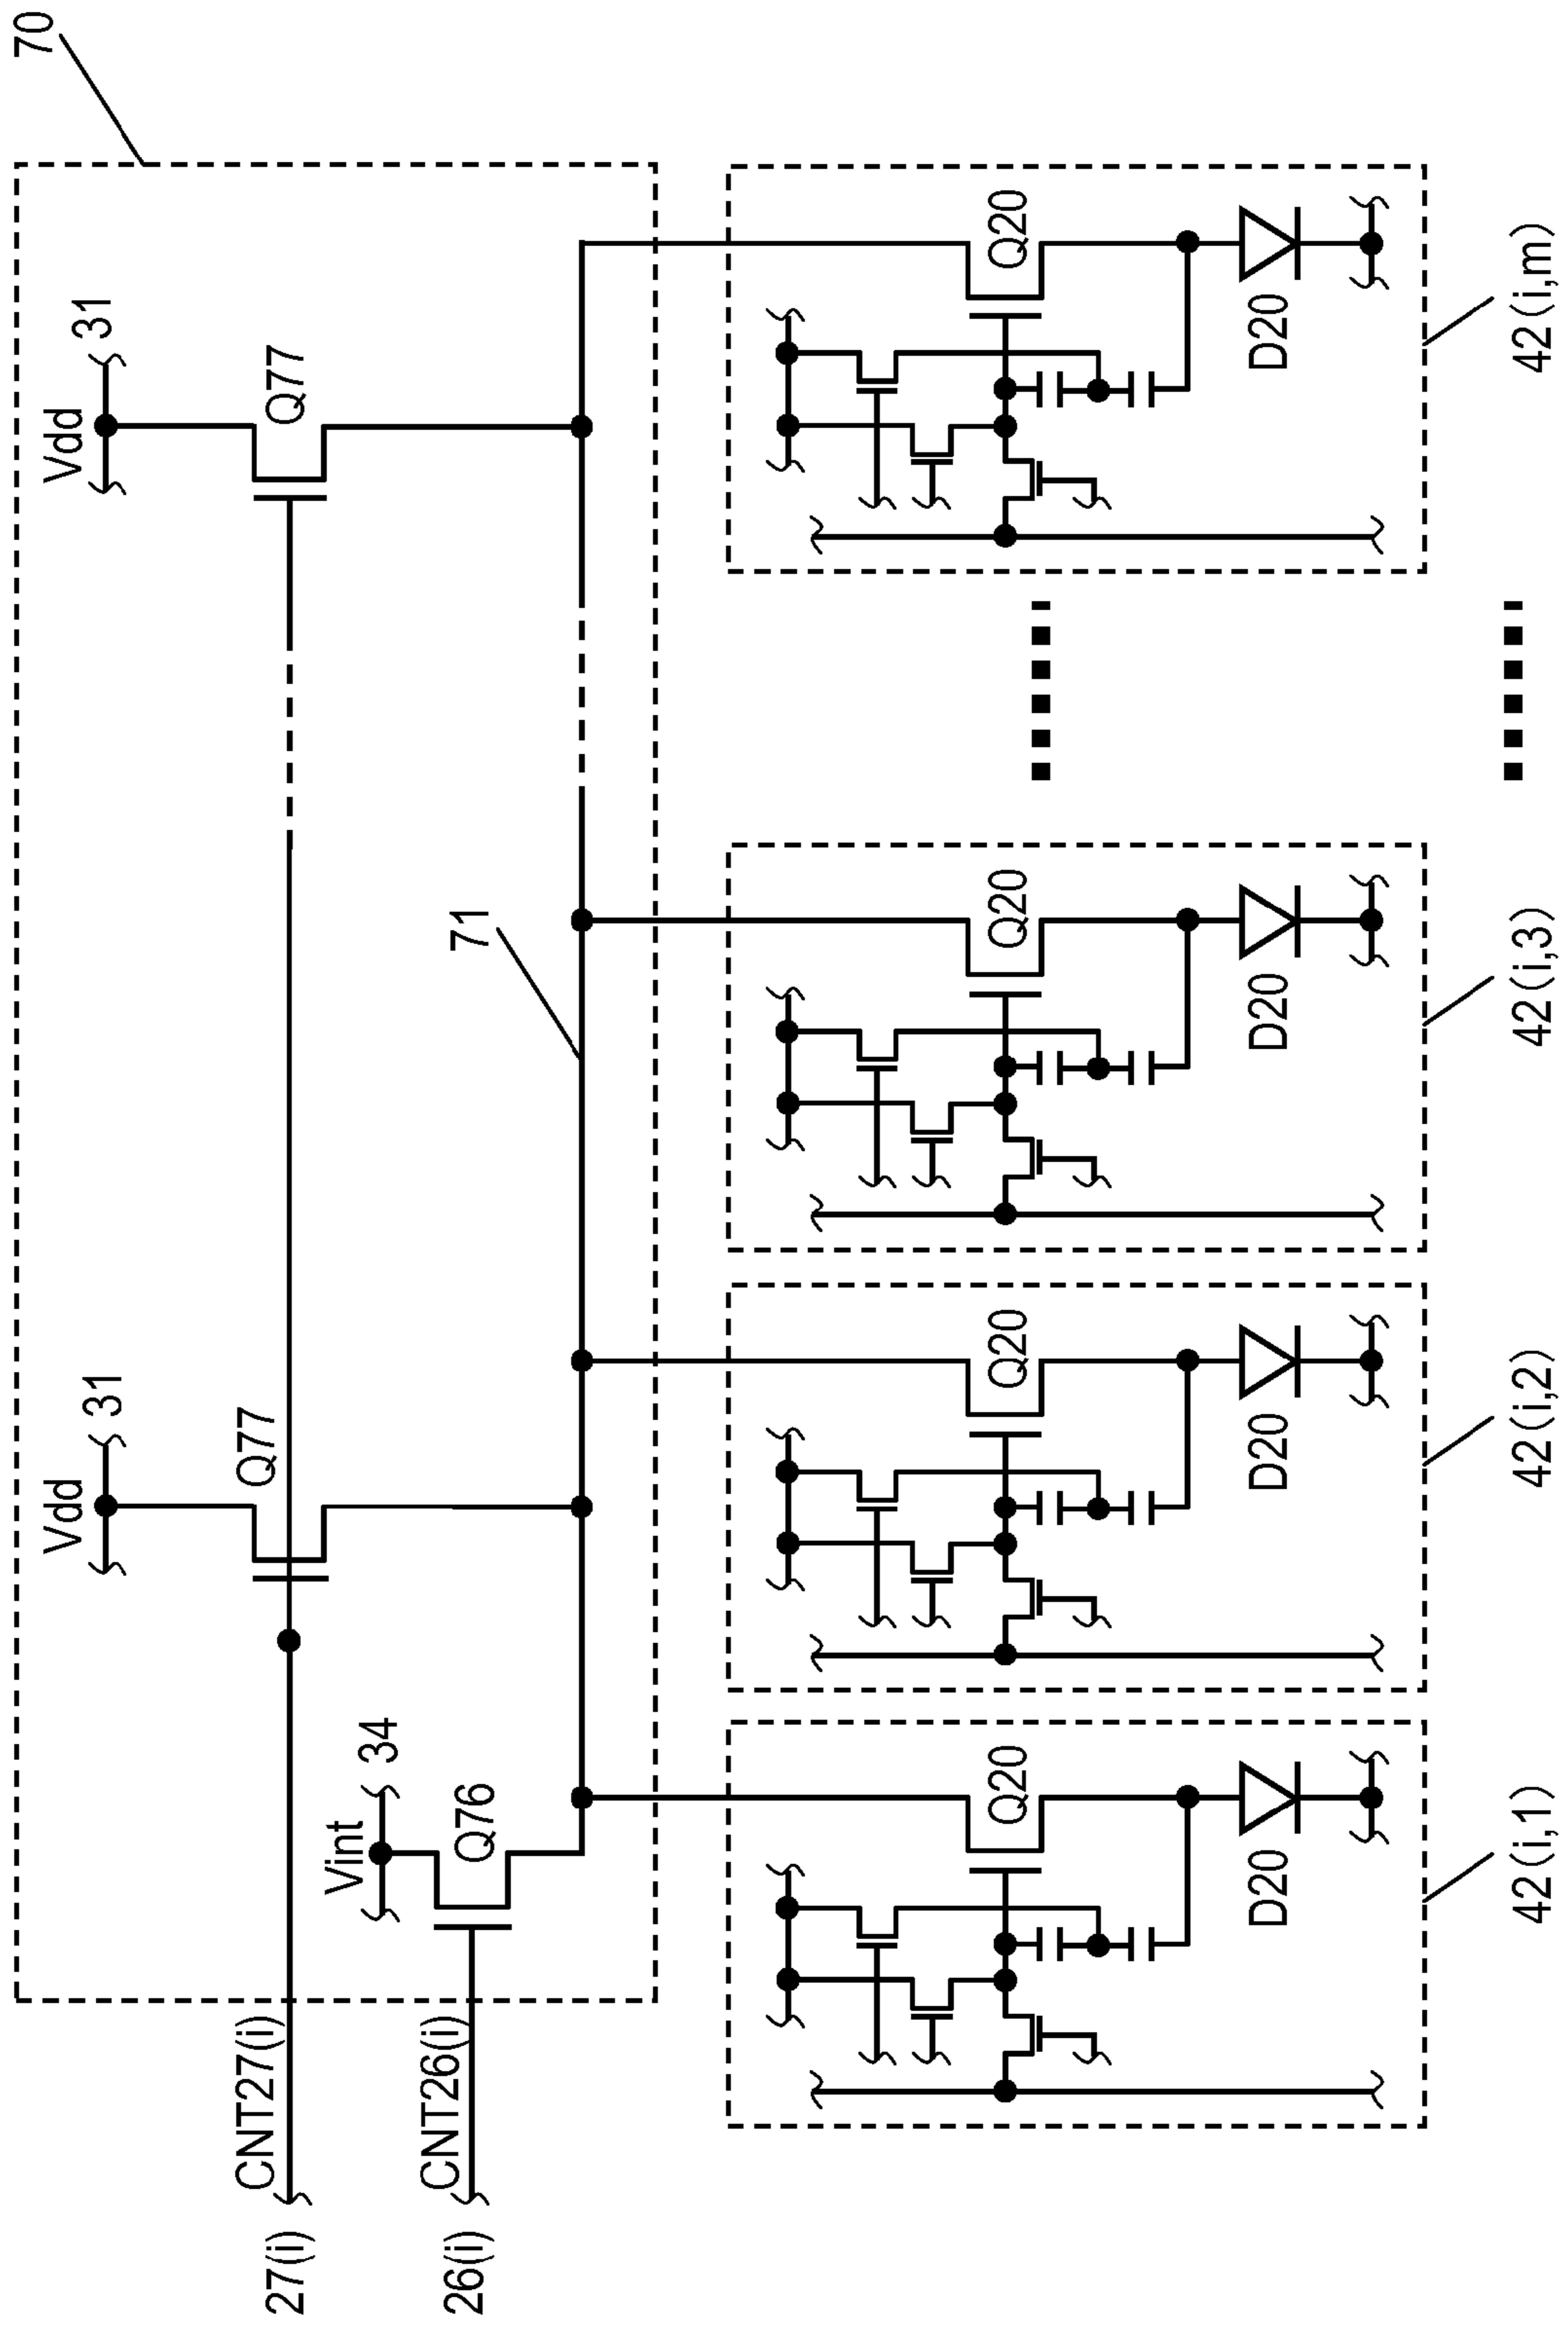 70
Vdd
31
Vdd
31
Q77
Q77
CNT27(i)
27(i)
Vint
34
Q76
CNT26(i)
26(i)
71
Q20
Q20
Q20
Q20
D20
D20
D20
D20
42(i,1)
42(i,2)
42(i,3)
42(i,m)